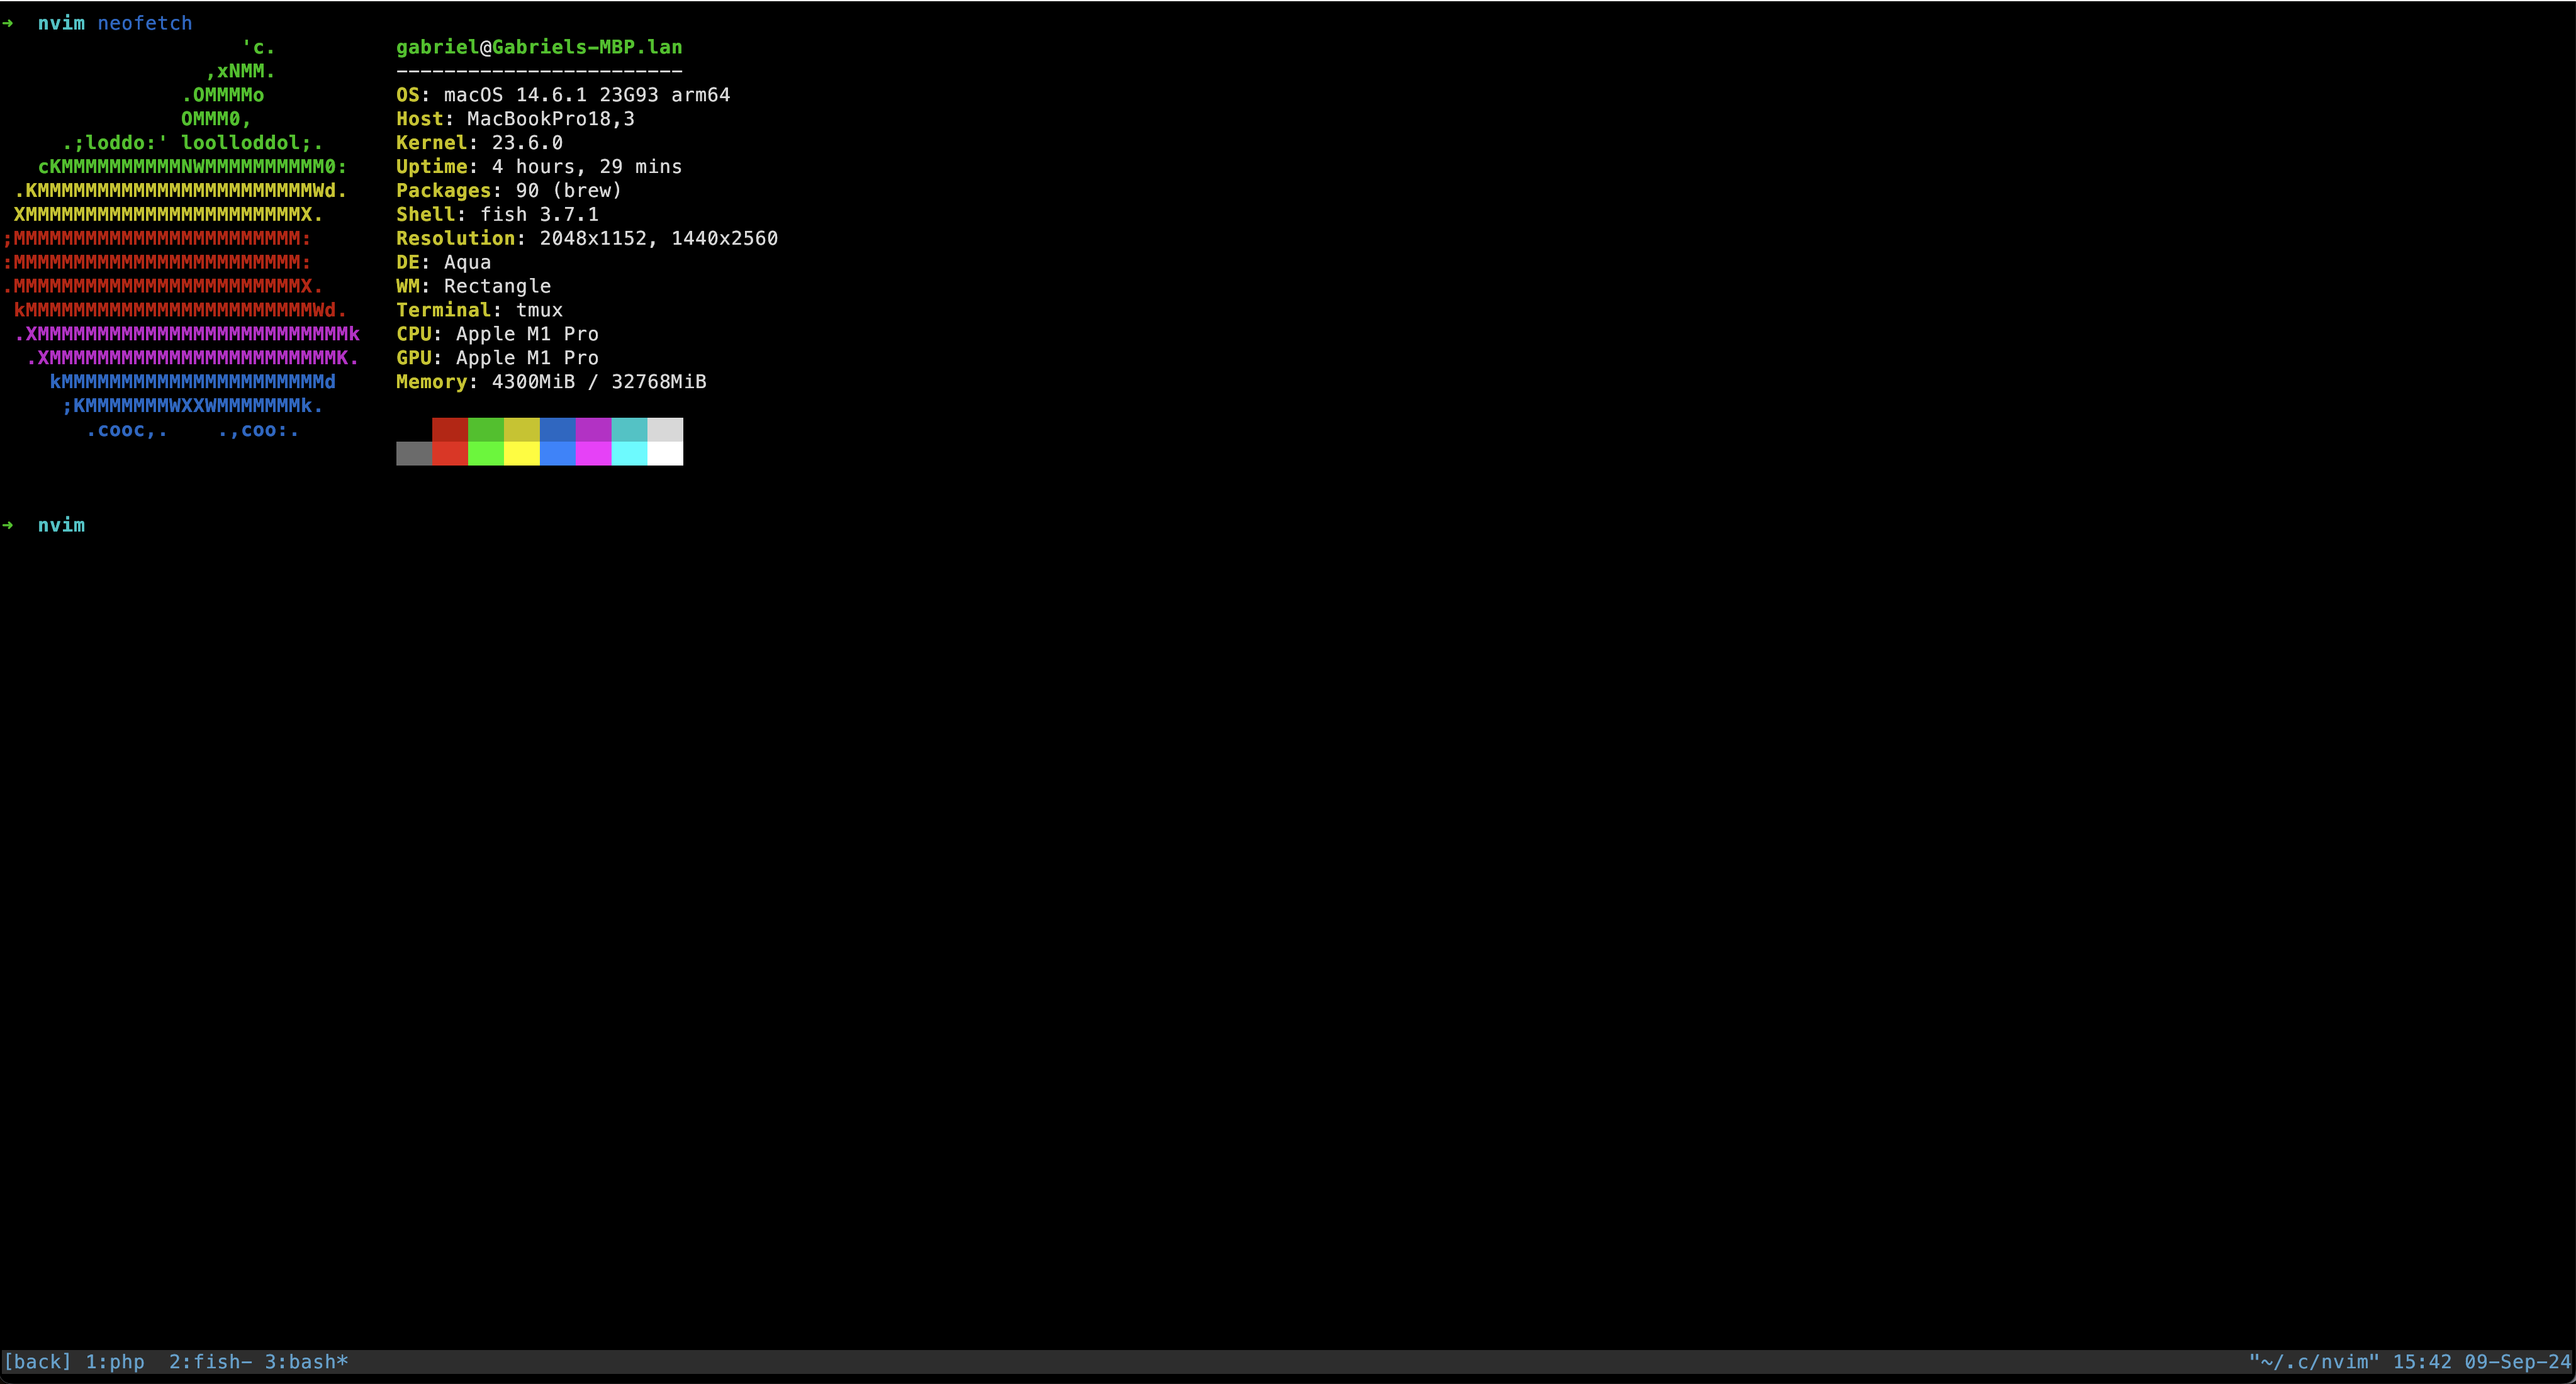 ➜  nvim neofetch
                    'c.          gabriel@Gabriels-MBP.lan
                 ,xNMM.          ------------------------
               .OMMMMo           OS: macOS 14.6.1 23G93 arm64
               OMMM0,            Host: MacBookPro18,3
     .;loddo:' loolloddol;.      Kernel: 23.6.0
   cKMMMMMMMMMMNWMMMMMMMMMM0:    Uptime: 4 hours, 29 mins
 .KMMMMMMMMMMMMMMMMMMMMMMMWd.    Packages: 90 (brew)
 XMMMMMMMMMMMMMMMMMMMMMMMX.      Shell: fish 3.7.1
;MMMMMMMMMMMMMMMMMMMMMMMM:       Resolution: 2048x1152, 1440x2560
:MMMMMMMMMMMMMMMMMMMMMMMM:       DE: Aqua
.MMMMMMMMMMMMMMMMMMMMMMMMX.      WM: Rectangle
 kMMMMMMMMMMMMMMMMMMMMMMMMWd.    Terminal: tmux
 .XMMMMMMMMMMMMMMMMMMMMMMMMMMk   CPU: Apple M1 Pro
  .XMMMMMMMMMMMMMMMMMMMMMMMMK.   GPU: Apple M1 Pro
    kMMMMMMMMMMMMMMMMMMMMMMd     Memory: 4300MiB / 32768MiB
     ;KMMMMMMMWXXWMMMMMMMk.
       .cooc,.    .,coo:.
➜  nvim
[back] 1:php  2:fish- 3:bash*    "~/.c/nvim" 15:42 09-Sep-24